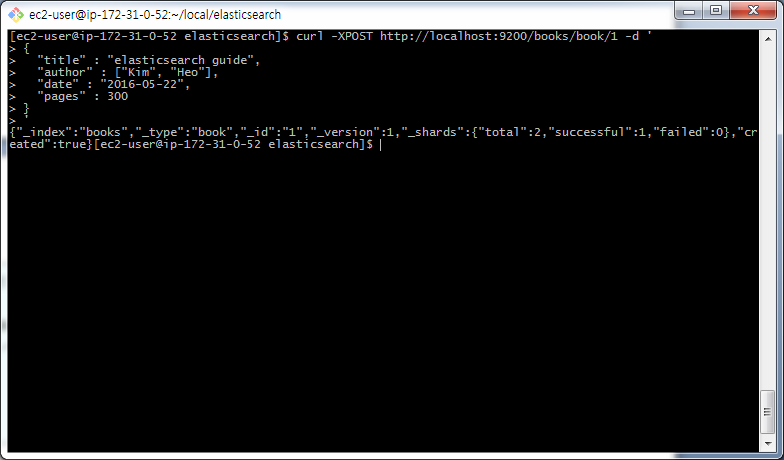 ec2-user@ip-172-31-0-52:~/local/elasticsearch
[ec2-user@ip-172-31-0-52 elasticsearch]$ curl -XPOST http://localhost:9200/books/book/1 -d '
> {
>   "title" : "elasticsearch guide",
>   "author" : ["Kim", "Heo"],
>   "date" : "2016-05-22",
>   "pages" : 300
> }
> '
{"_index":"books","_type":"book","_id":"1","_version":1,"_shards":{"total":2,"successful":1,"failed":0},"cr
eated":true}[ec2-user@ip-172-31-0-52 elasticsearch]$